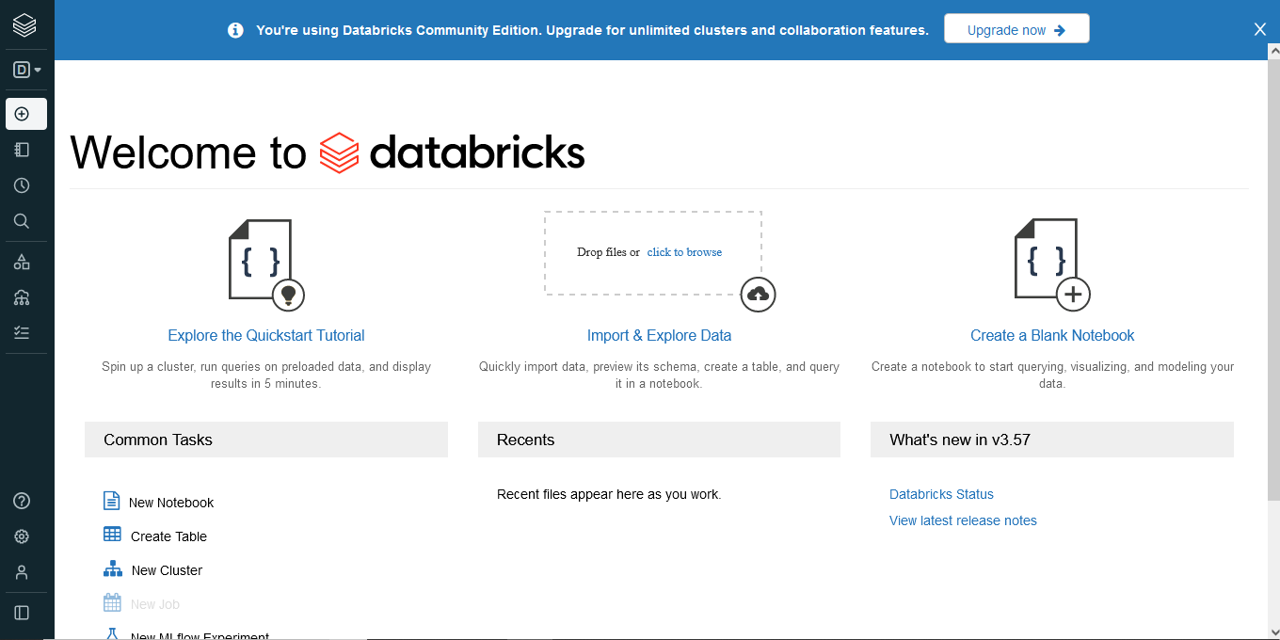 You're using Databricks Community Edition. Upgrade for unlimited clusters and collaboration features.
Upgrade now
D
Welcome to databricks
{ }
Drop files or click to browse
{ }
Explore the Quickstart Tutorial
Spin up a cluster, run queries on preloaded data, and display
results in 5 minutes.
Import & Explore Data
Quickly import data, preview its schema, create a table, and query
it in a notebook.
Create a Blank Notebook
Create a notebook to start querying, visualizing, and modeling your
data.
Common Tasks
New Notebook
Create Table
New Cluster
New Job
New MLflow Experiment
Recents
Recent files appear here as you work.
What's new in v3.57
Databricks Status
View latest release notes